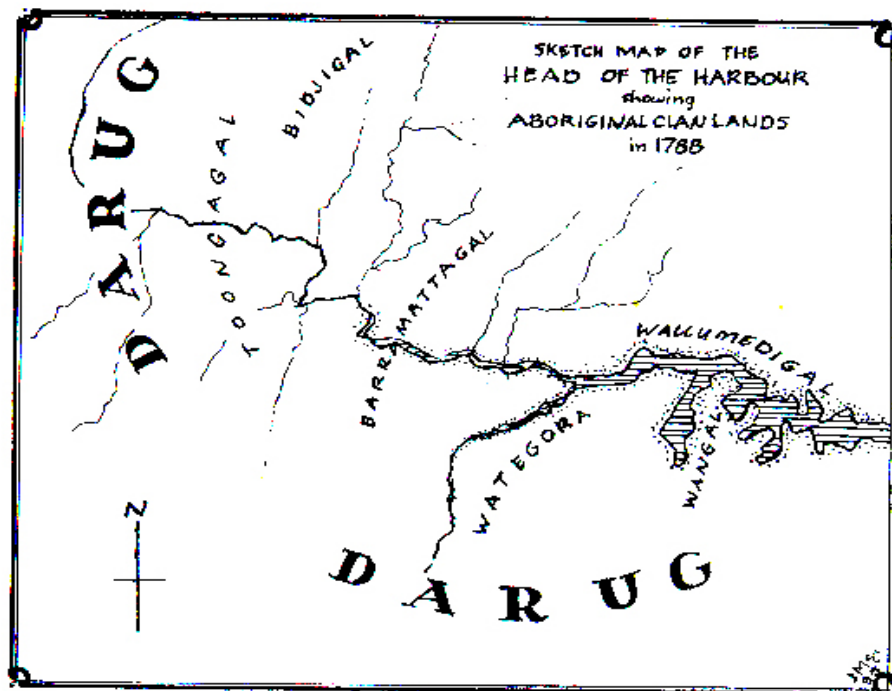 SKETCH MAP OF THE
HEAD OF THE HARBOUR
showing
ABORIGINAL CLAN LANDS
in 1788
DARUG
BIDJIGAL
TOONGAGAL
BARRAMATTAGAL
WALLUMEDIGAL
WANGAL
WATEGORA
N
DARUG